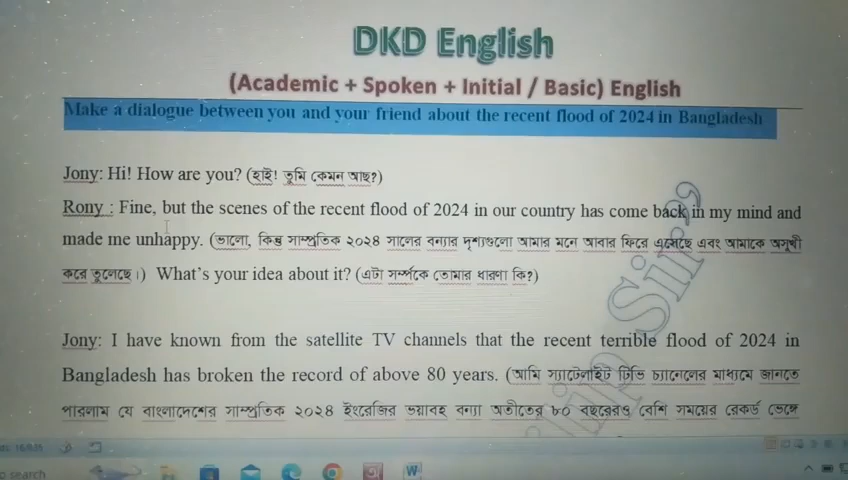 DKD English
(Academic + Spoken + Initial / Basic) English
Make a dialogue between you and your friend about the recent flood of 2024 in Bangladesh
Jony: Hi! How are you? (হাই! তুমি কেমন আছ?)
Rony : Fine, but the scenes of the recent flood of 2024 in our country has come back in my mind and
made me unhappy. (ভালো, কিন্তু সাম্প্রতিক ২০২৪ সালের বন্যার দৃশ্যগুলো আমার মনে আবার ফিরে এসেছে এবং আমাকে অসুখী
করে তুলেছে।) What's your idea about it? (এটা সর্ম্পকে তোমার ধারণা কি?)
Jony: I have known from the satellite TV channels that the recent terrible flood of 2024 in
Bangladesh has broken the record of above 80 years. (আমি স্যাটেলাইট টিভি চ্যানেলের মাধ্যমে জানতে
পারলাম যে বাংলাদেশের সাম্প্রতিক ২০২৪ ইংরেজির ভয়াবহ বন্যা অতীতের ৮০ বছরেরও বেশি সময়ের রেকর্ড ভেঙ্গে
search